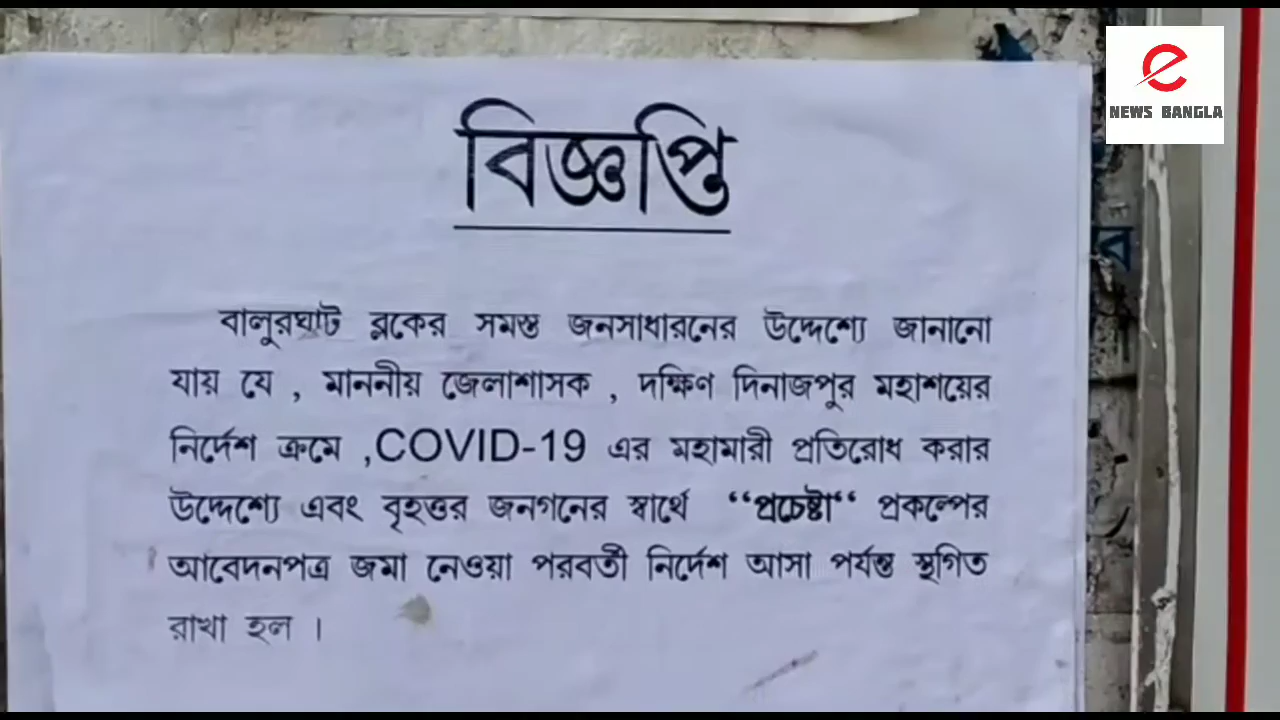 e
NEWS BANGLA
বিজ্ঞপ্তি
বালুরঘাট ব্লকের সমস্ত জনসাধারনের উদ্দেশ্যে জানানো
যায় যে , মাননীয় জেলাশাসক , দক্ষিণ দিনাজপুর মহাশয়ের
নির্দেশ ক্রমে ,COVID-19 এর মহামারী প্রতিরোধ করার
উদ্দেশ্যে এবং বৃহত্তর জনগনের স্বার্থে “প্রচেষ্টা“ প্রকল্পের
আবেদনপত্র জমা নেওয়া পরবর্তী নির্দেশ আসা পর্যন্ত স্থগিত
রাখা হল ।